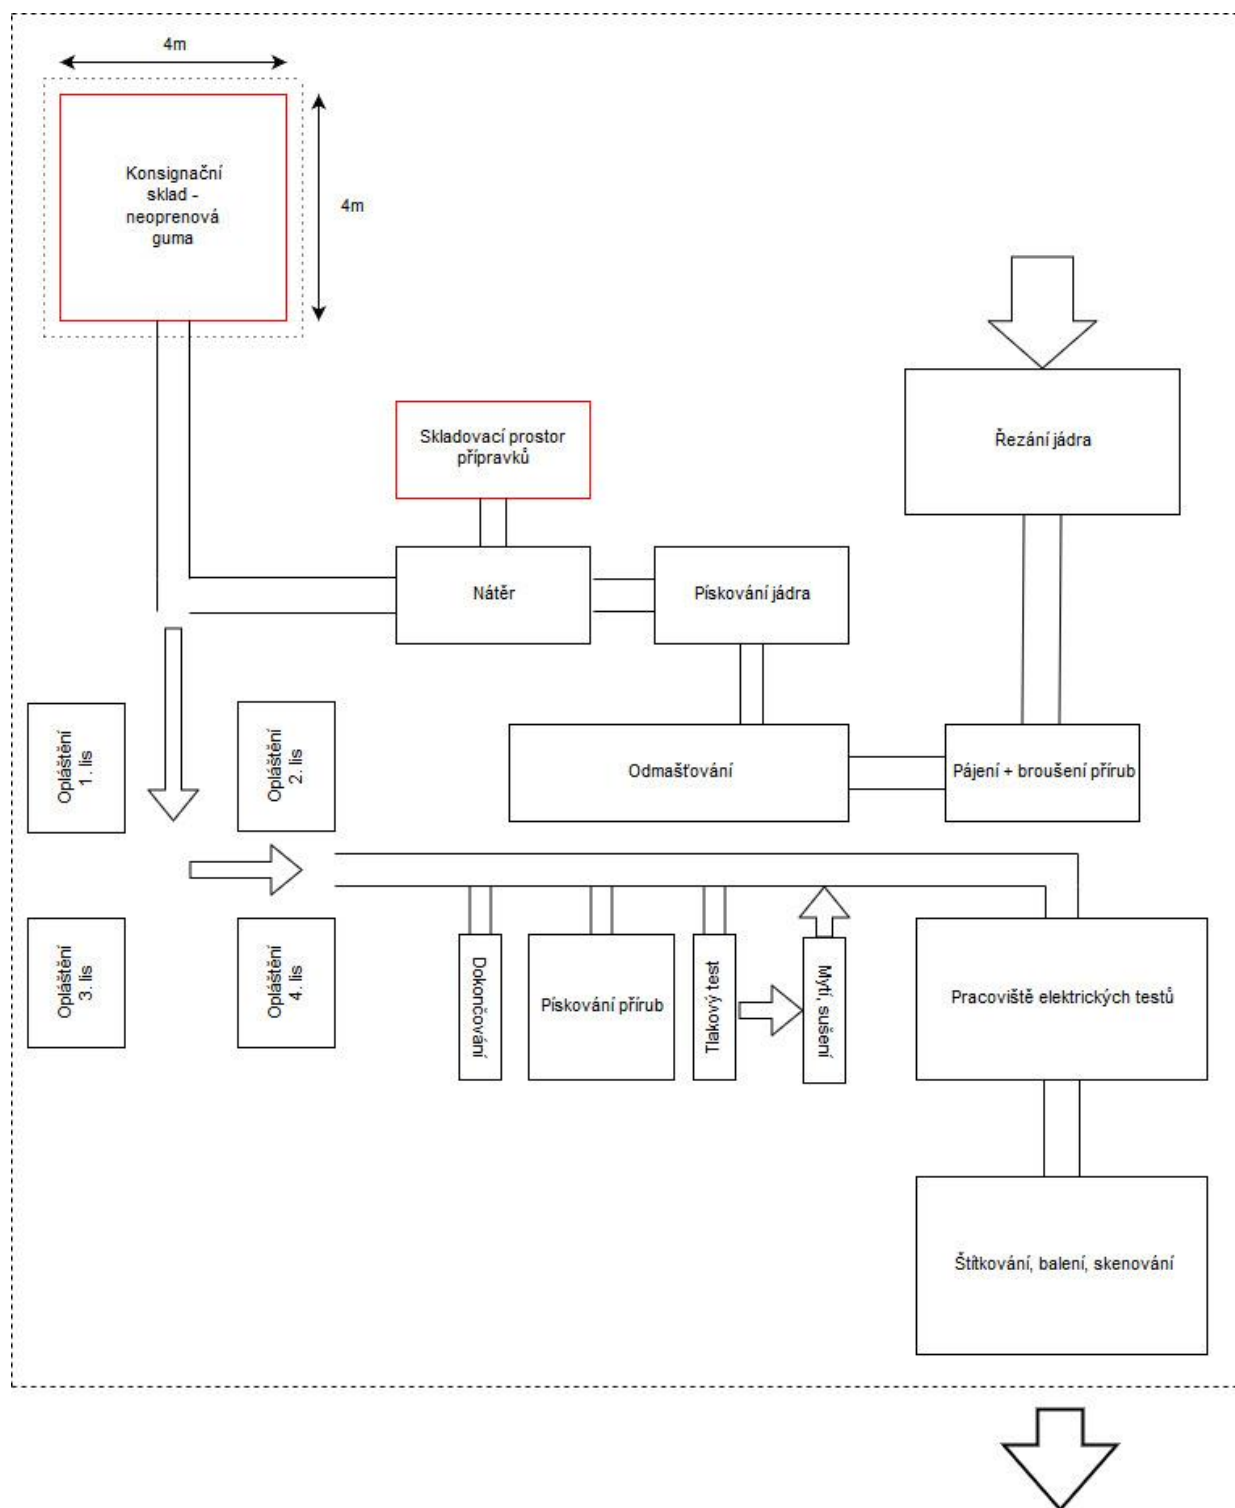 4m
4m
Konsignační
sklad -
neoprenová
guma
Skladovací prostor
přípravků
Řezání jádra
Nátěr
Pískování jádra
Opláštění
1. lis
Opláštění
2. lis
Odmašťování
Pájení + broušení přírub
Opláštění
3. lis
Opláštění
4. lis
Dokončování
Pískování přírub
Tlakový test
Mytí, sušení
Pracoviště elektrických testů
Štítkování, balení, skenování